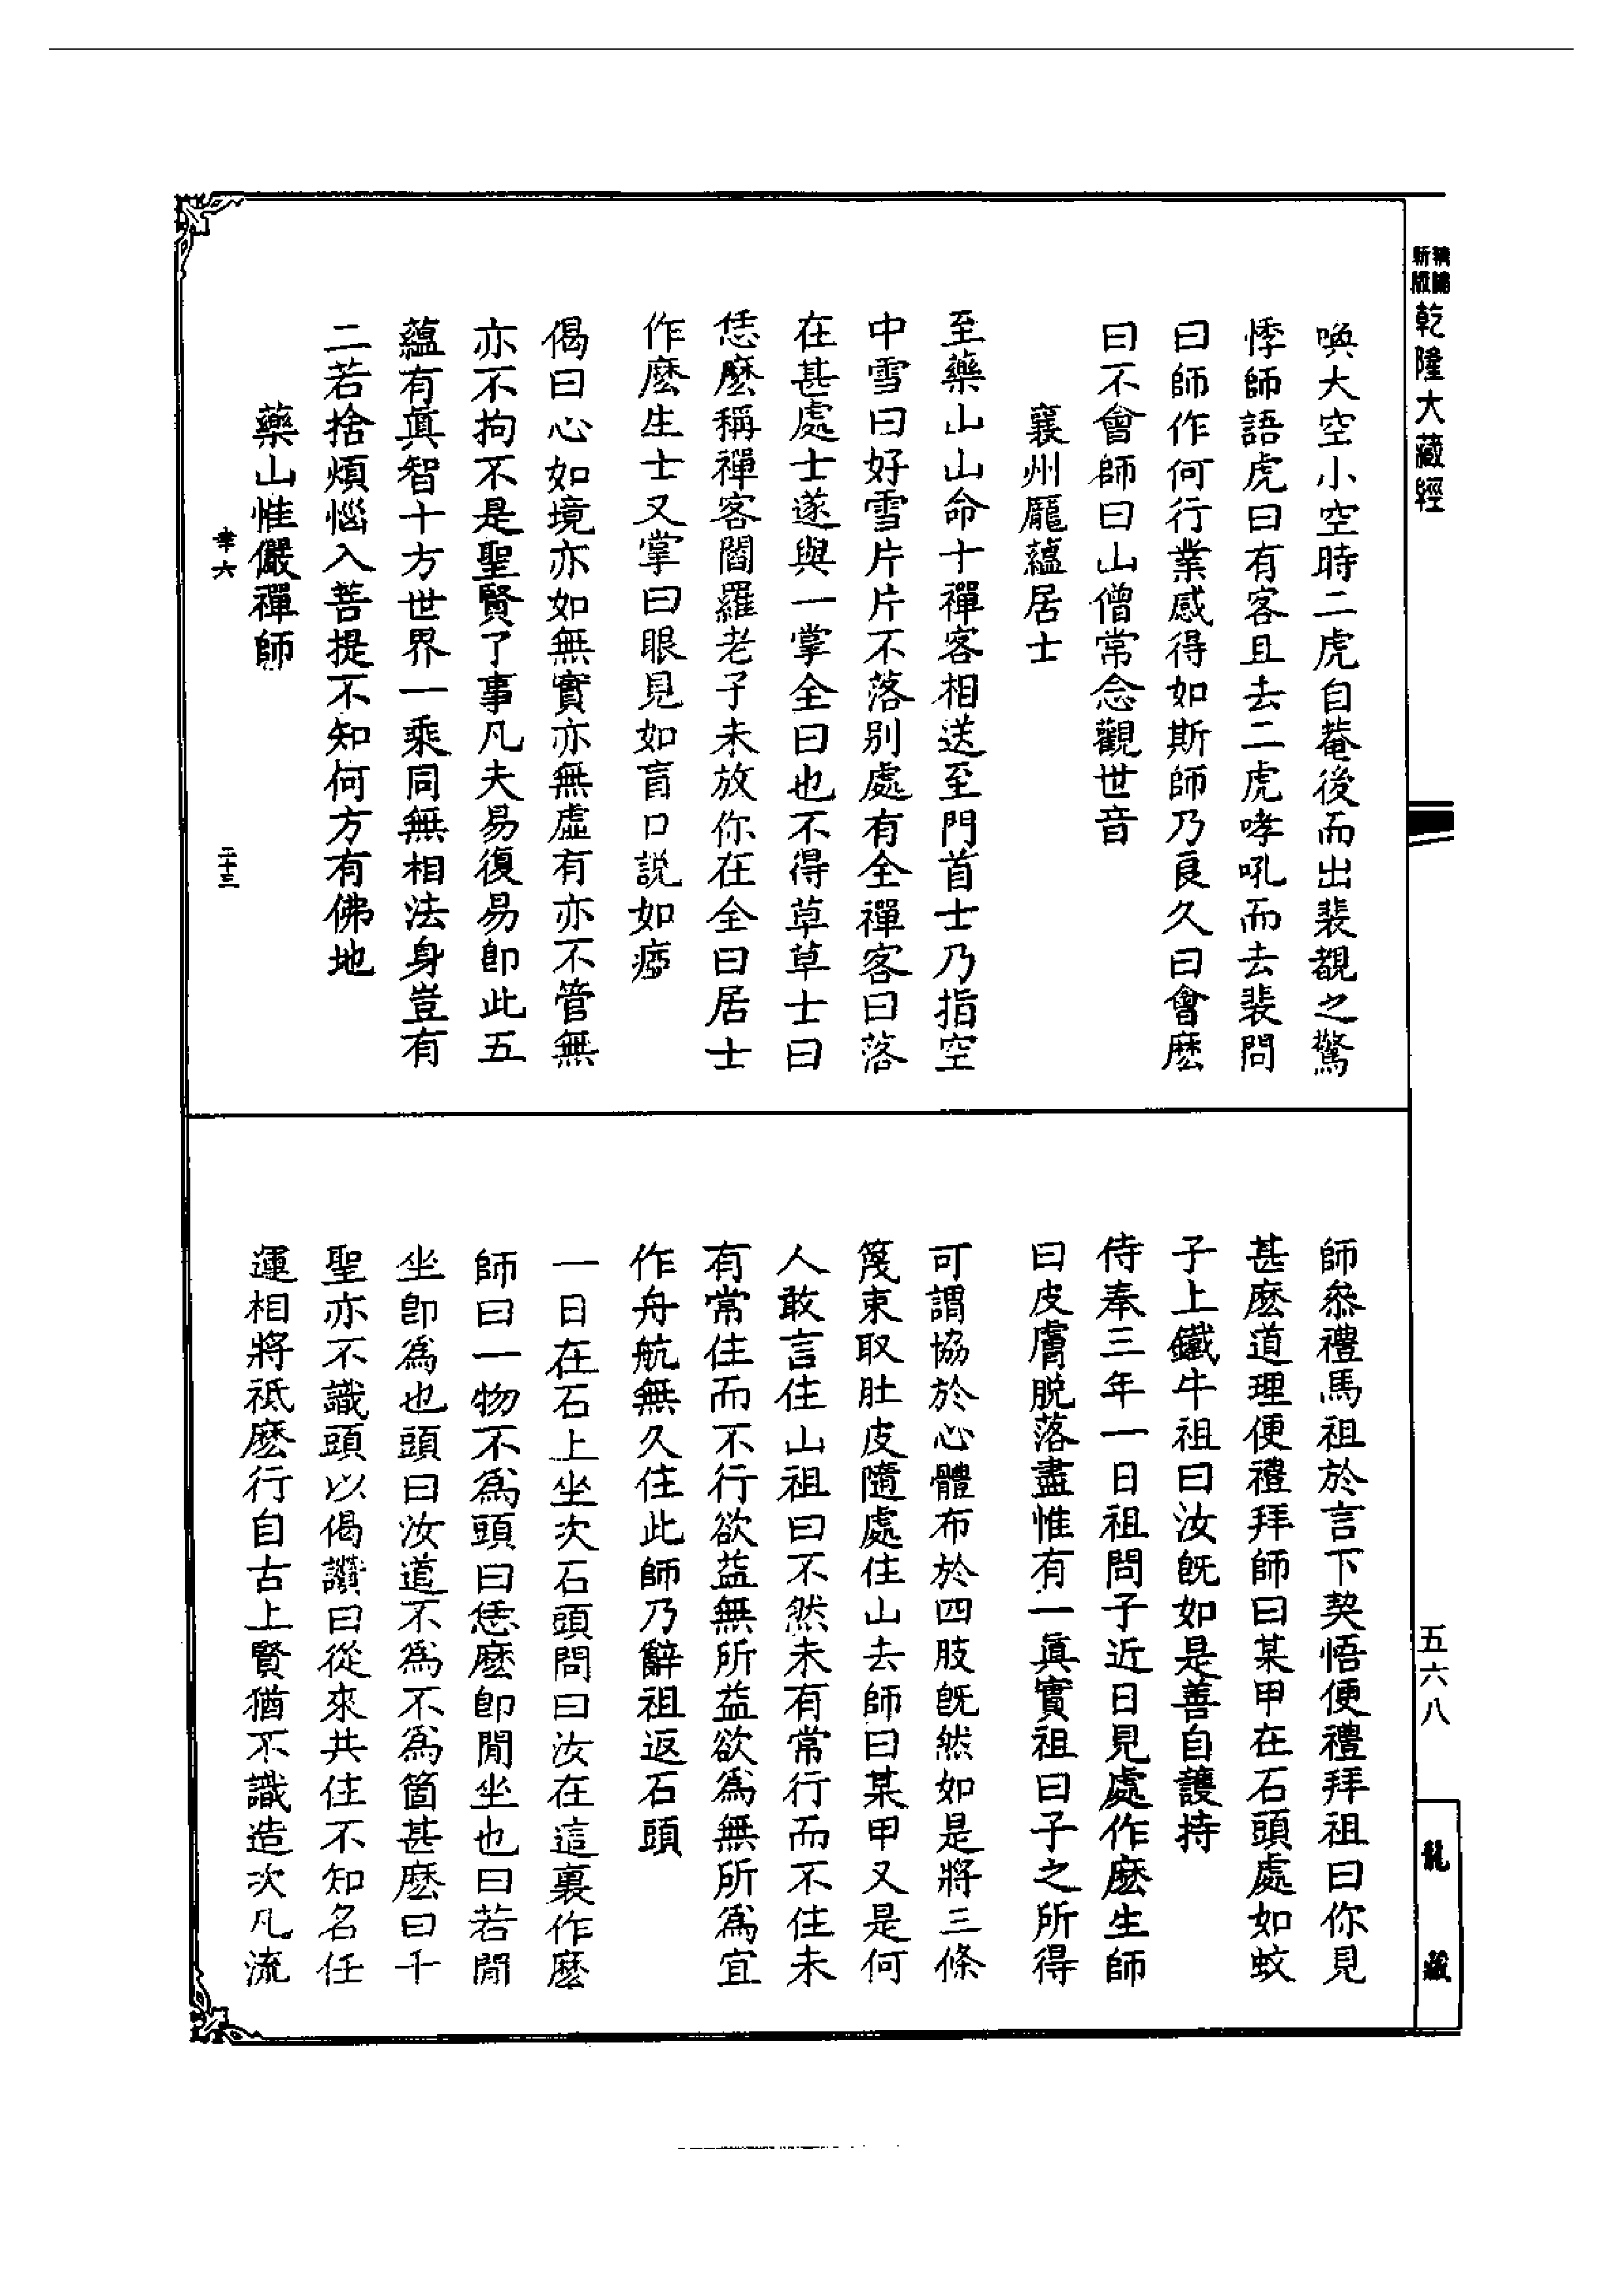 精縮新版
乾隆大藏經
喚大空小空時二虎自菴後而出裴覩之驚
悸師語虎曰有客且去二虎哮吼而去裴問
曰師作何行業感得如斯師乃良久曰會麽
曰不會師曰山僧常念觀世音
襄州龎蘊居士
至藥山山命十禪客相送至門首士乃指空
中雪曰好雪片片不落別處有全禪客曰落
在甚處士遂與一掌全曰也不得草草士曰
恁麽稱禪客閻羅老子未放你在全曰居士
作麽生士又掌曰眼見如盲口説如瘂
偈曰心如境亦如無實亦無虛有亦不管無
亦不拘不是聖賢了事凡夫易復易卽此五
蘊有眞智十方世界一乘同無相法身豈有
二若捨煩惱入菩提不知何方有佛地
藥山惟儼禪師
聿六 二十三
師叅禮馬祖於言下契悟便禮拜祖曰你見
甚麽道理便禮拜師曰某甲在石頭處如蚊
子上鐵牛祖曰汝旣如是善自護持
侍奉三年一日祖問子近日見處作麽生師
曰皮膚脱落盡惟有一眞實祖曰子之所得
可謂協於心體布於四肢旣然如是將三條
篾束取肚皮隨處住山去師曰某甲又是何
人敢言住山祖曰不然未有常行而不住未
有常住而不行欲益無所益欲爲無所爲宜
作舟航無久住此師乃辭祖返石頭
一日在石上坐次石頭問曰汝在這裏作麽
師曰一物不爲頭曰恁麽卽閒坐也曰若閒
坐卽爲也頭曰汝道不爲不爲箇甚麽曰千
聖亦不識頭以偈讚曰從來共住不知名任
運相將祇麽行自古上賢猶不識造次凡流
五六八
龍藏